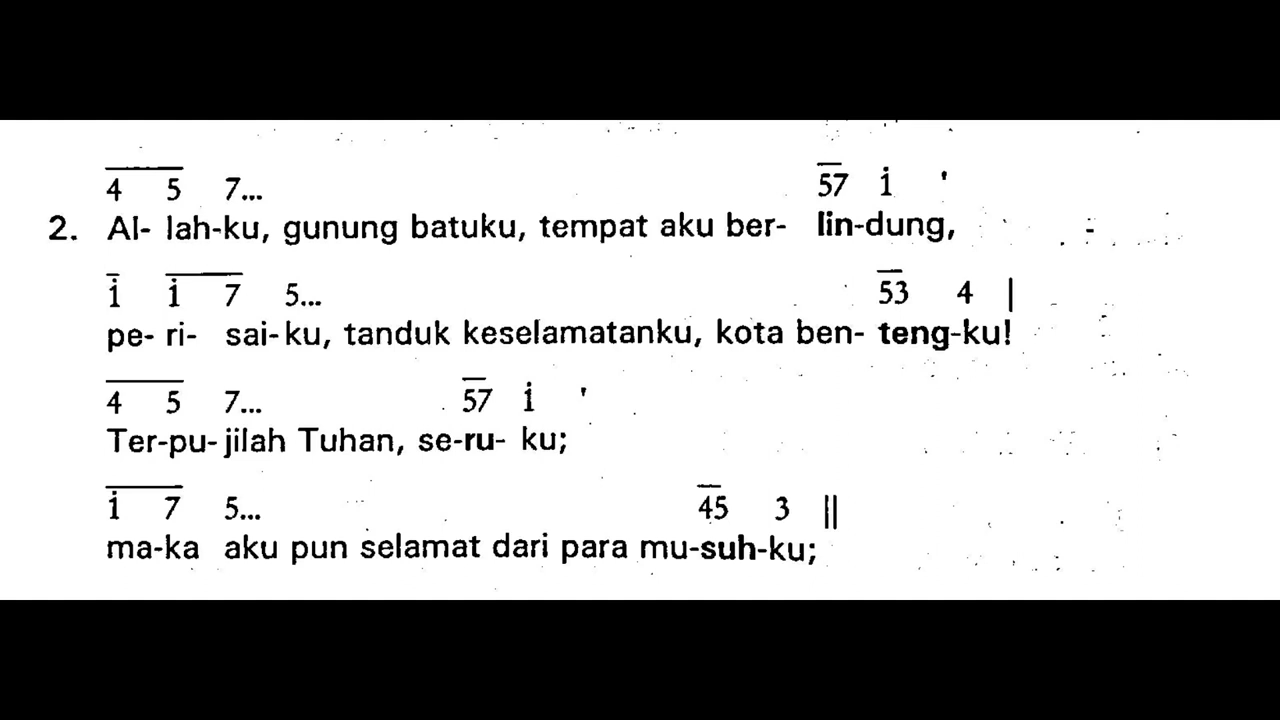 4 5 7... 57 i '
2. Al- lah-ku, gunung batuku, tempat aku ber- lin-dung,
i i 7 5... 53 4 |
pe- ri- sai-ku, tanduk keselamatanku, kota ben- teng-ku!
4 5 7... 57 i '
Ter-pu-jilah Tuhan, se-ru- ku;
i 7 5... 45 3 ||
ma-ka aku pun selamat dari para mu-suh-ku;